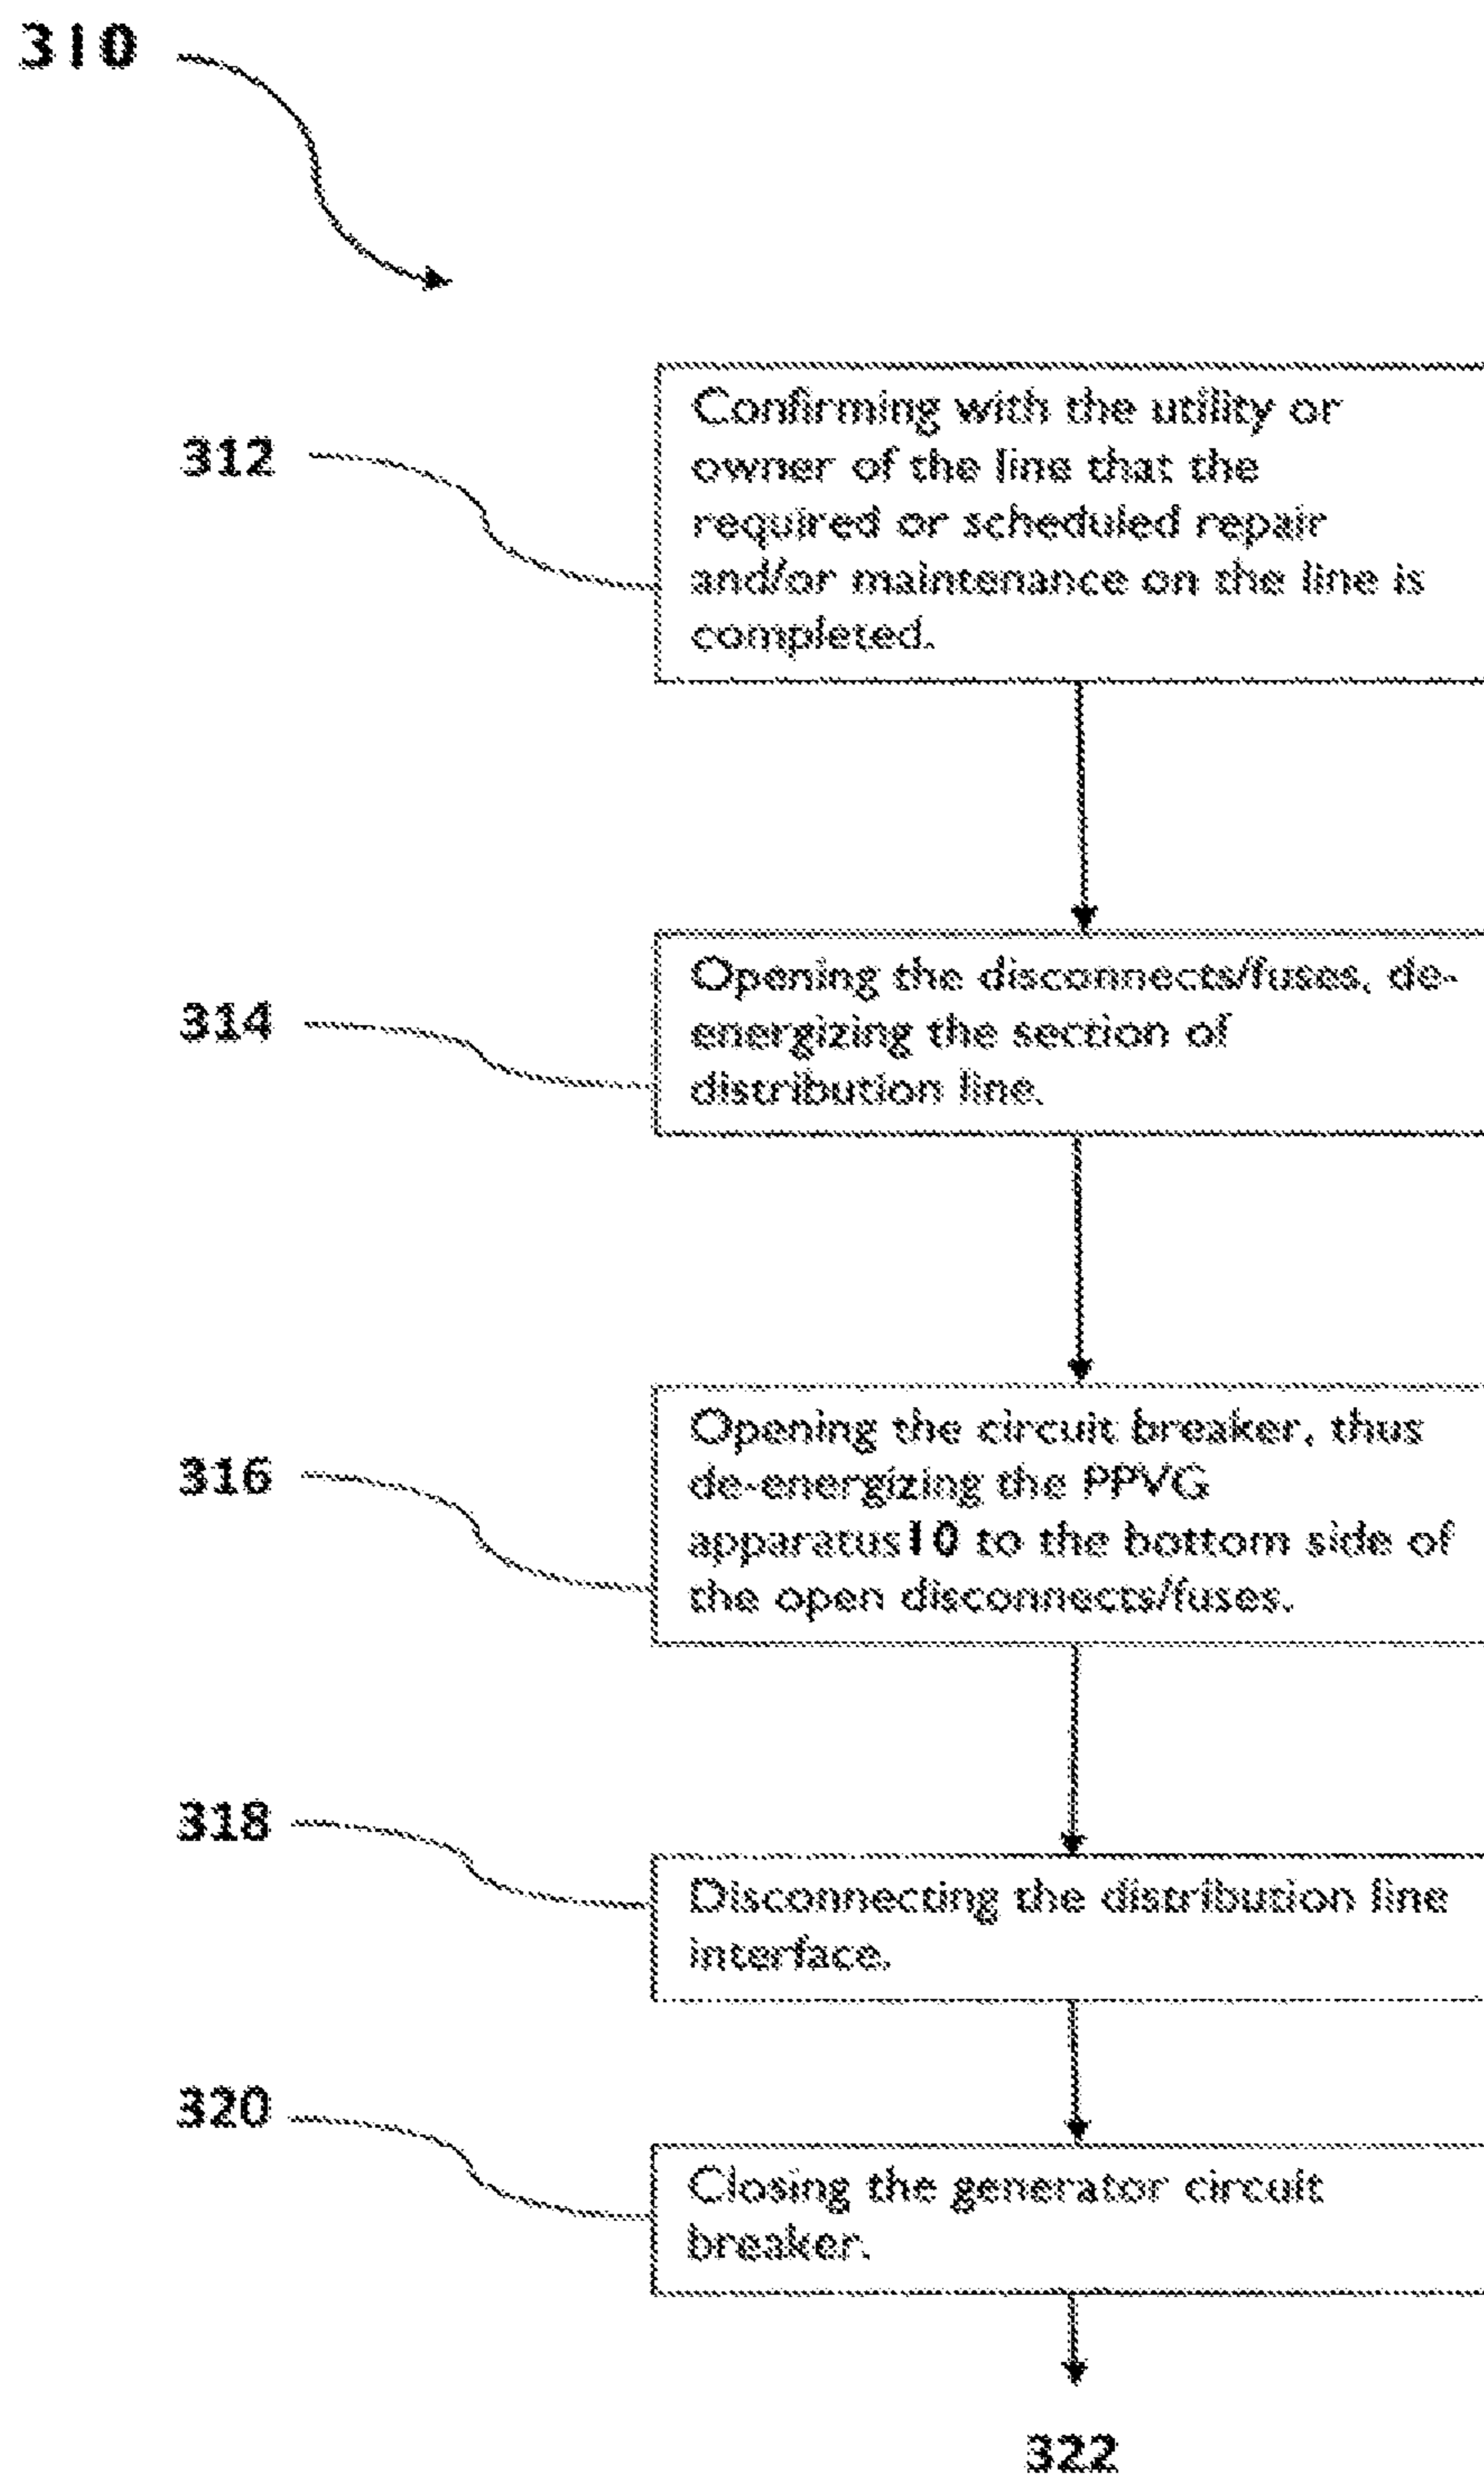 310
312
Confirming with the utility or
owner of the line that the
required or scheduled repair
and/or maintenance on the line is
completed.
314
Opening the disconnects/fuses, de-
energizing the section of
distribution line.
316
Opening the circuit breaker, thus
de-energizing the PPVG
apparatus10 to the bottom side of
the open disconnects/fuses.
318
Disconnecting the distribution line
interface.
320
Closing the generator circuit
breaker.
322